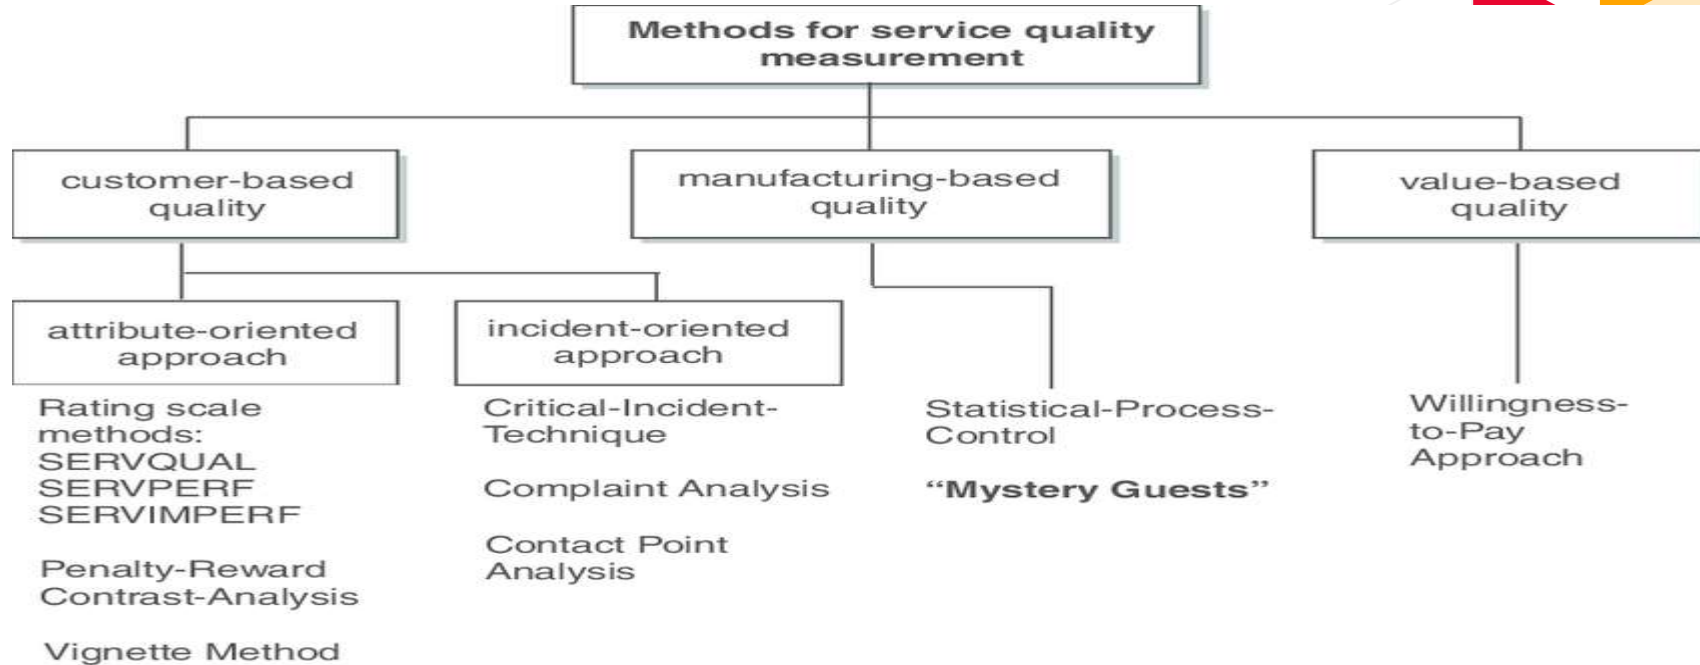 Methods for service quality
measurement
customer-based
quality
manufacturing-based
quality
value-based
quality
attribute-oriented
approach
incident-oriented
approach
Rating scale
methods:
SERVQUAL
SERVPERF
SERVIMPERF
Penalty-Reward
Contrast-Analysis
Vignette Method
Critical-Incident-
Technique
Complaint Analysis
Contact Point
Analysis
Statistical-Process-
Control
“Mystery Guests”
Willingness-
to-Pay
Approach